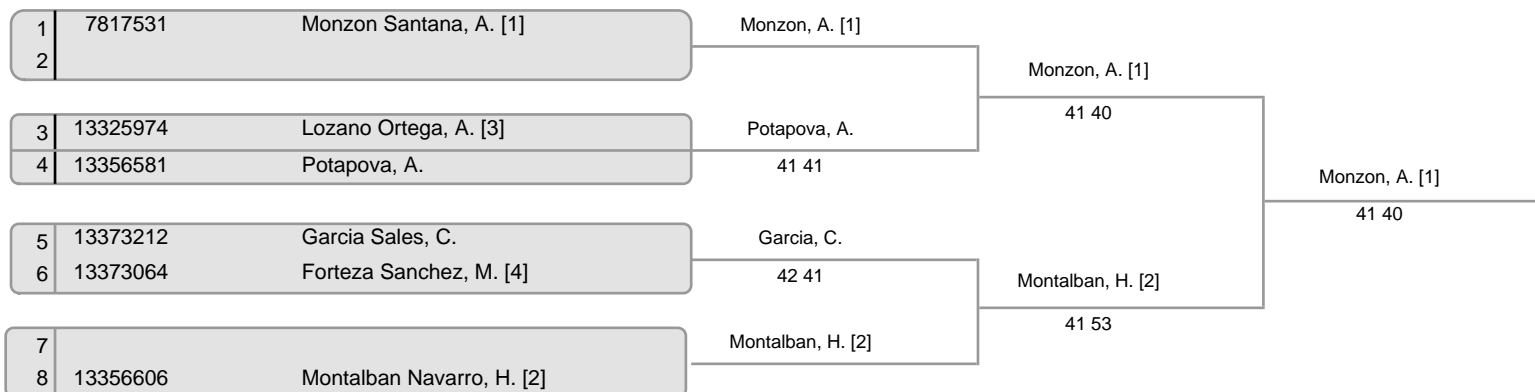 1 7817531 Monzon Santana, A. [1]
2
3 13325974 Lozano Ortega, A. [3]
4 13356581 Potapova, A.
5 13373212 Garcia Sales, C.
6 13373064 Forteza Sanchez, M. [4]
7
8 13356606 Montalban Navarro, H. [2]
Monzon, A. [1]
Potapova, A.
41 41
Garcia, C.
42 41
Montalban, H. [2]
Monzon, A. [1]
41 40
Montalban, H. [2]
41 53
Monzon, A. [1]
41 40